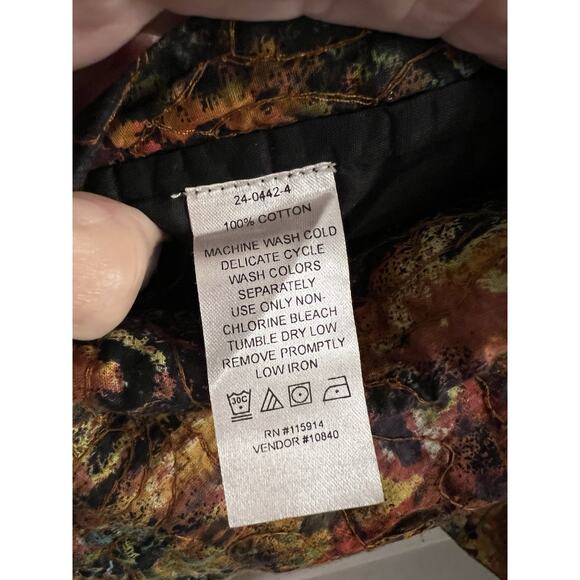 24-0442-4
100% COTTON
MACHINE WASH COLD
DELICATE CYCLE
WASH COLORS
SEPARATELY
USE ONLY NON-
CHLORINE BLEACH
TUMBLE DRY LOW
REMOVE PROMPTLY
LOW IRON
30C
RN #115914
VENDOR #10840